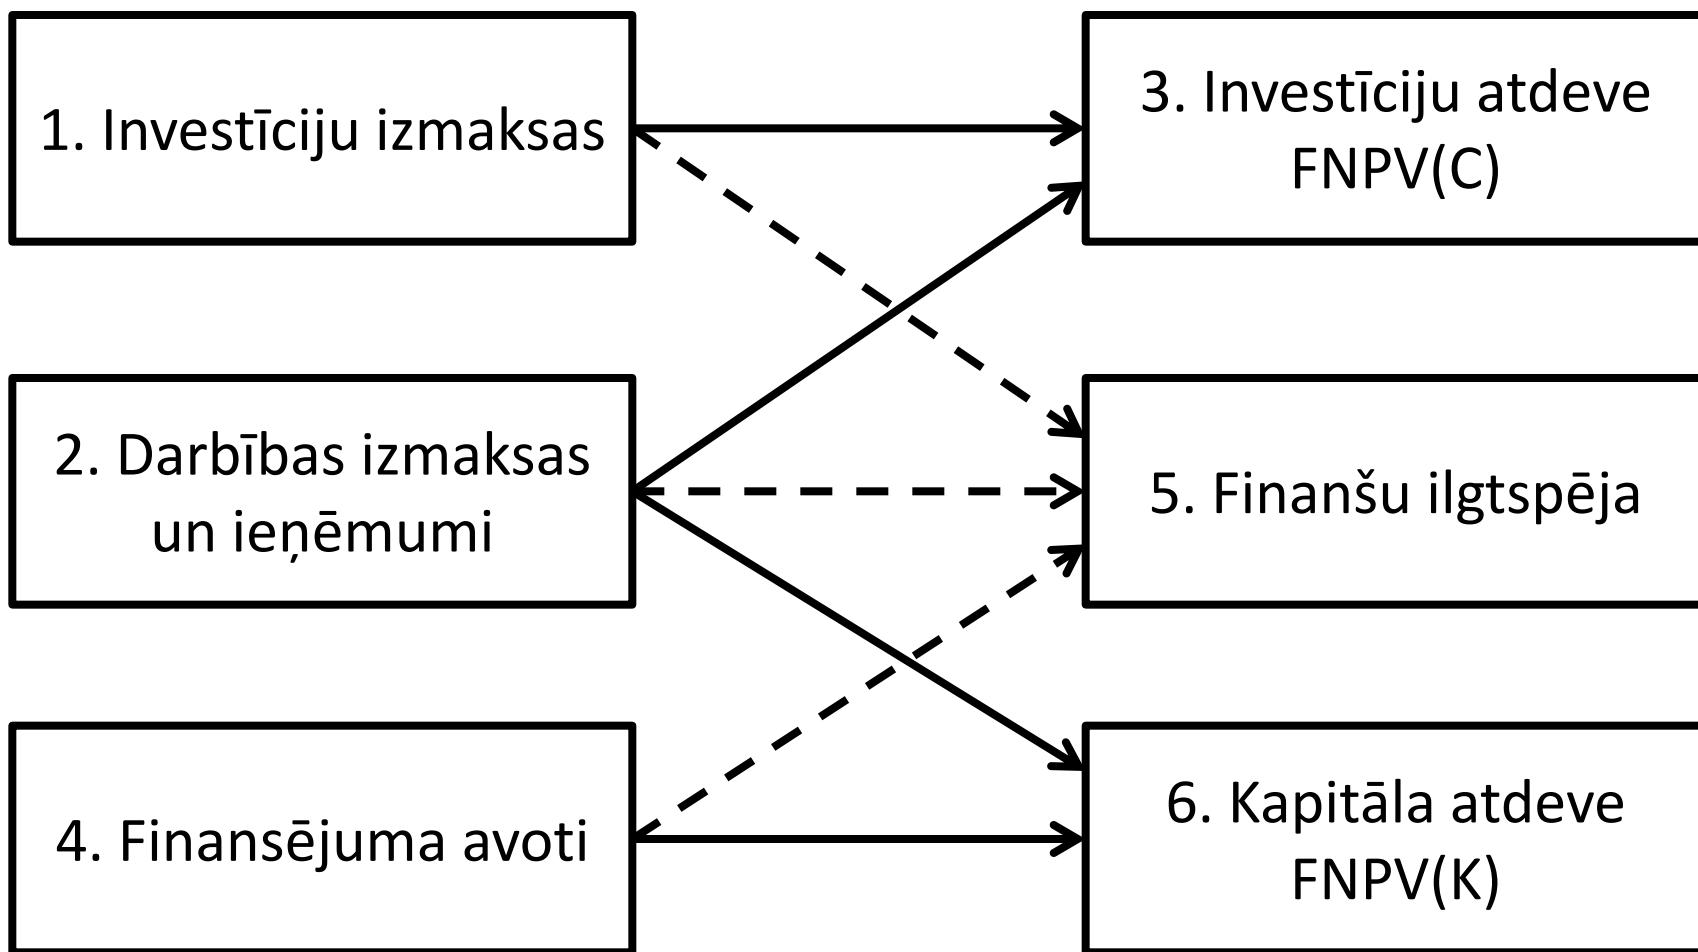 1. Investīciju izmaksas
3. Investīciju atdeve
FNPV(C)
2. Darbības izmaksas
un ieņēmumi
5. Finanšu ilgtspēja
4. Finansējuma avoti
6. Kapitāla atdeve
FNPV(K)